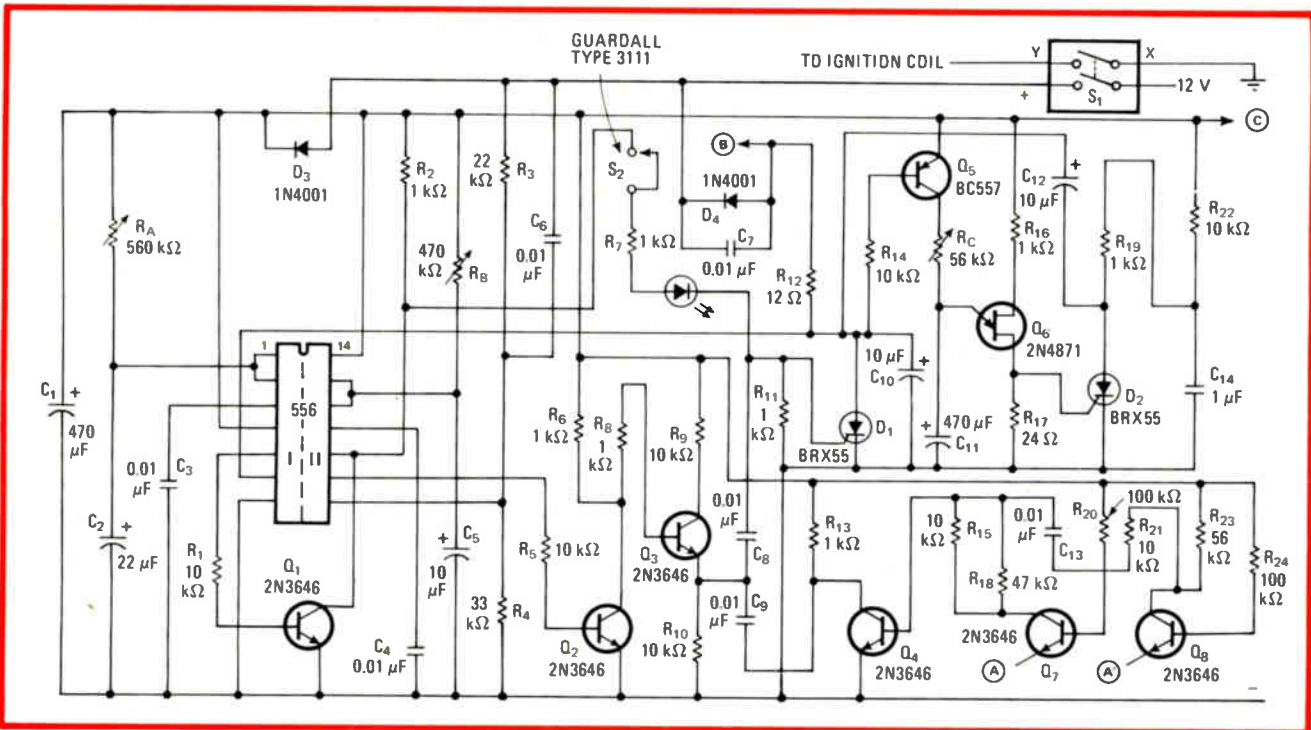 GUARDALL
TYPE 3111
TO IGNITION COIL
Y
X
S1
+
12 V
C
D3
1N4001
R2
1 kΩ
22
kΩ
R3
S2
B
1N4001
D4
Q5
BC557
C12
10 µF
+
RA
560 kΩ
470
kΩ
RB
C6
0.01
µF
R7
1 kΩ
C7
0.01 µF
R14
10 kΩ
RC
56 kΩ
R16
1 kΩ
R19
1 kΩ
R22
10 kΩ
R12
12 Ω
Q6
2N4871
1
14
556
I
II
C1
+
470
µF
10 µF
C10
+
R11
1
kΩ
D1
BRX55
470 µF
+
C11
R17
24 Ω
D2
BRX55
C14
1 µF
R6
1 kΩ
R8
1
kΩ
R9
10 kΩ
0.01
µF
C3
C2
+
22 µF
R1
10
kΩ
Q1
2N3646
C5
+
10
µF
R5
10 kΩ
Q3
2N3646
0.01
µF
C8
R13
1 kΩ
10
kΩ
R15
0.01
µF
C13
R20
100 kΩ
R21
10
kΩ
R23
56
kΩ
R24
100
kΩ
R18
47 kΩ
33
kΩ
R4
C4
0.01 µF
Q2
2N3646
R10
10 kΩ
0.01
µF
C9
Q4
2N3646
2N3646
A
Q7
A'
Q8
2N3646
–